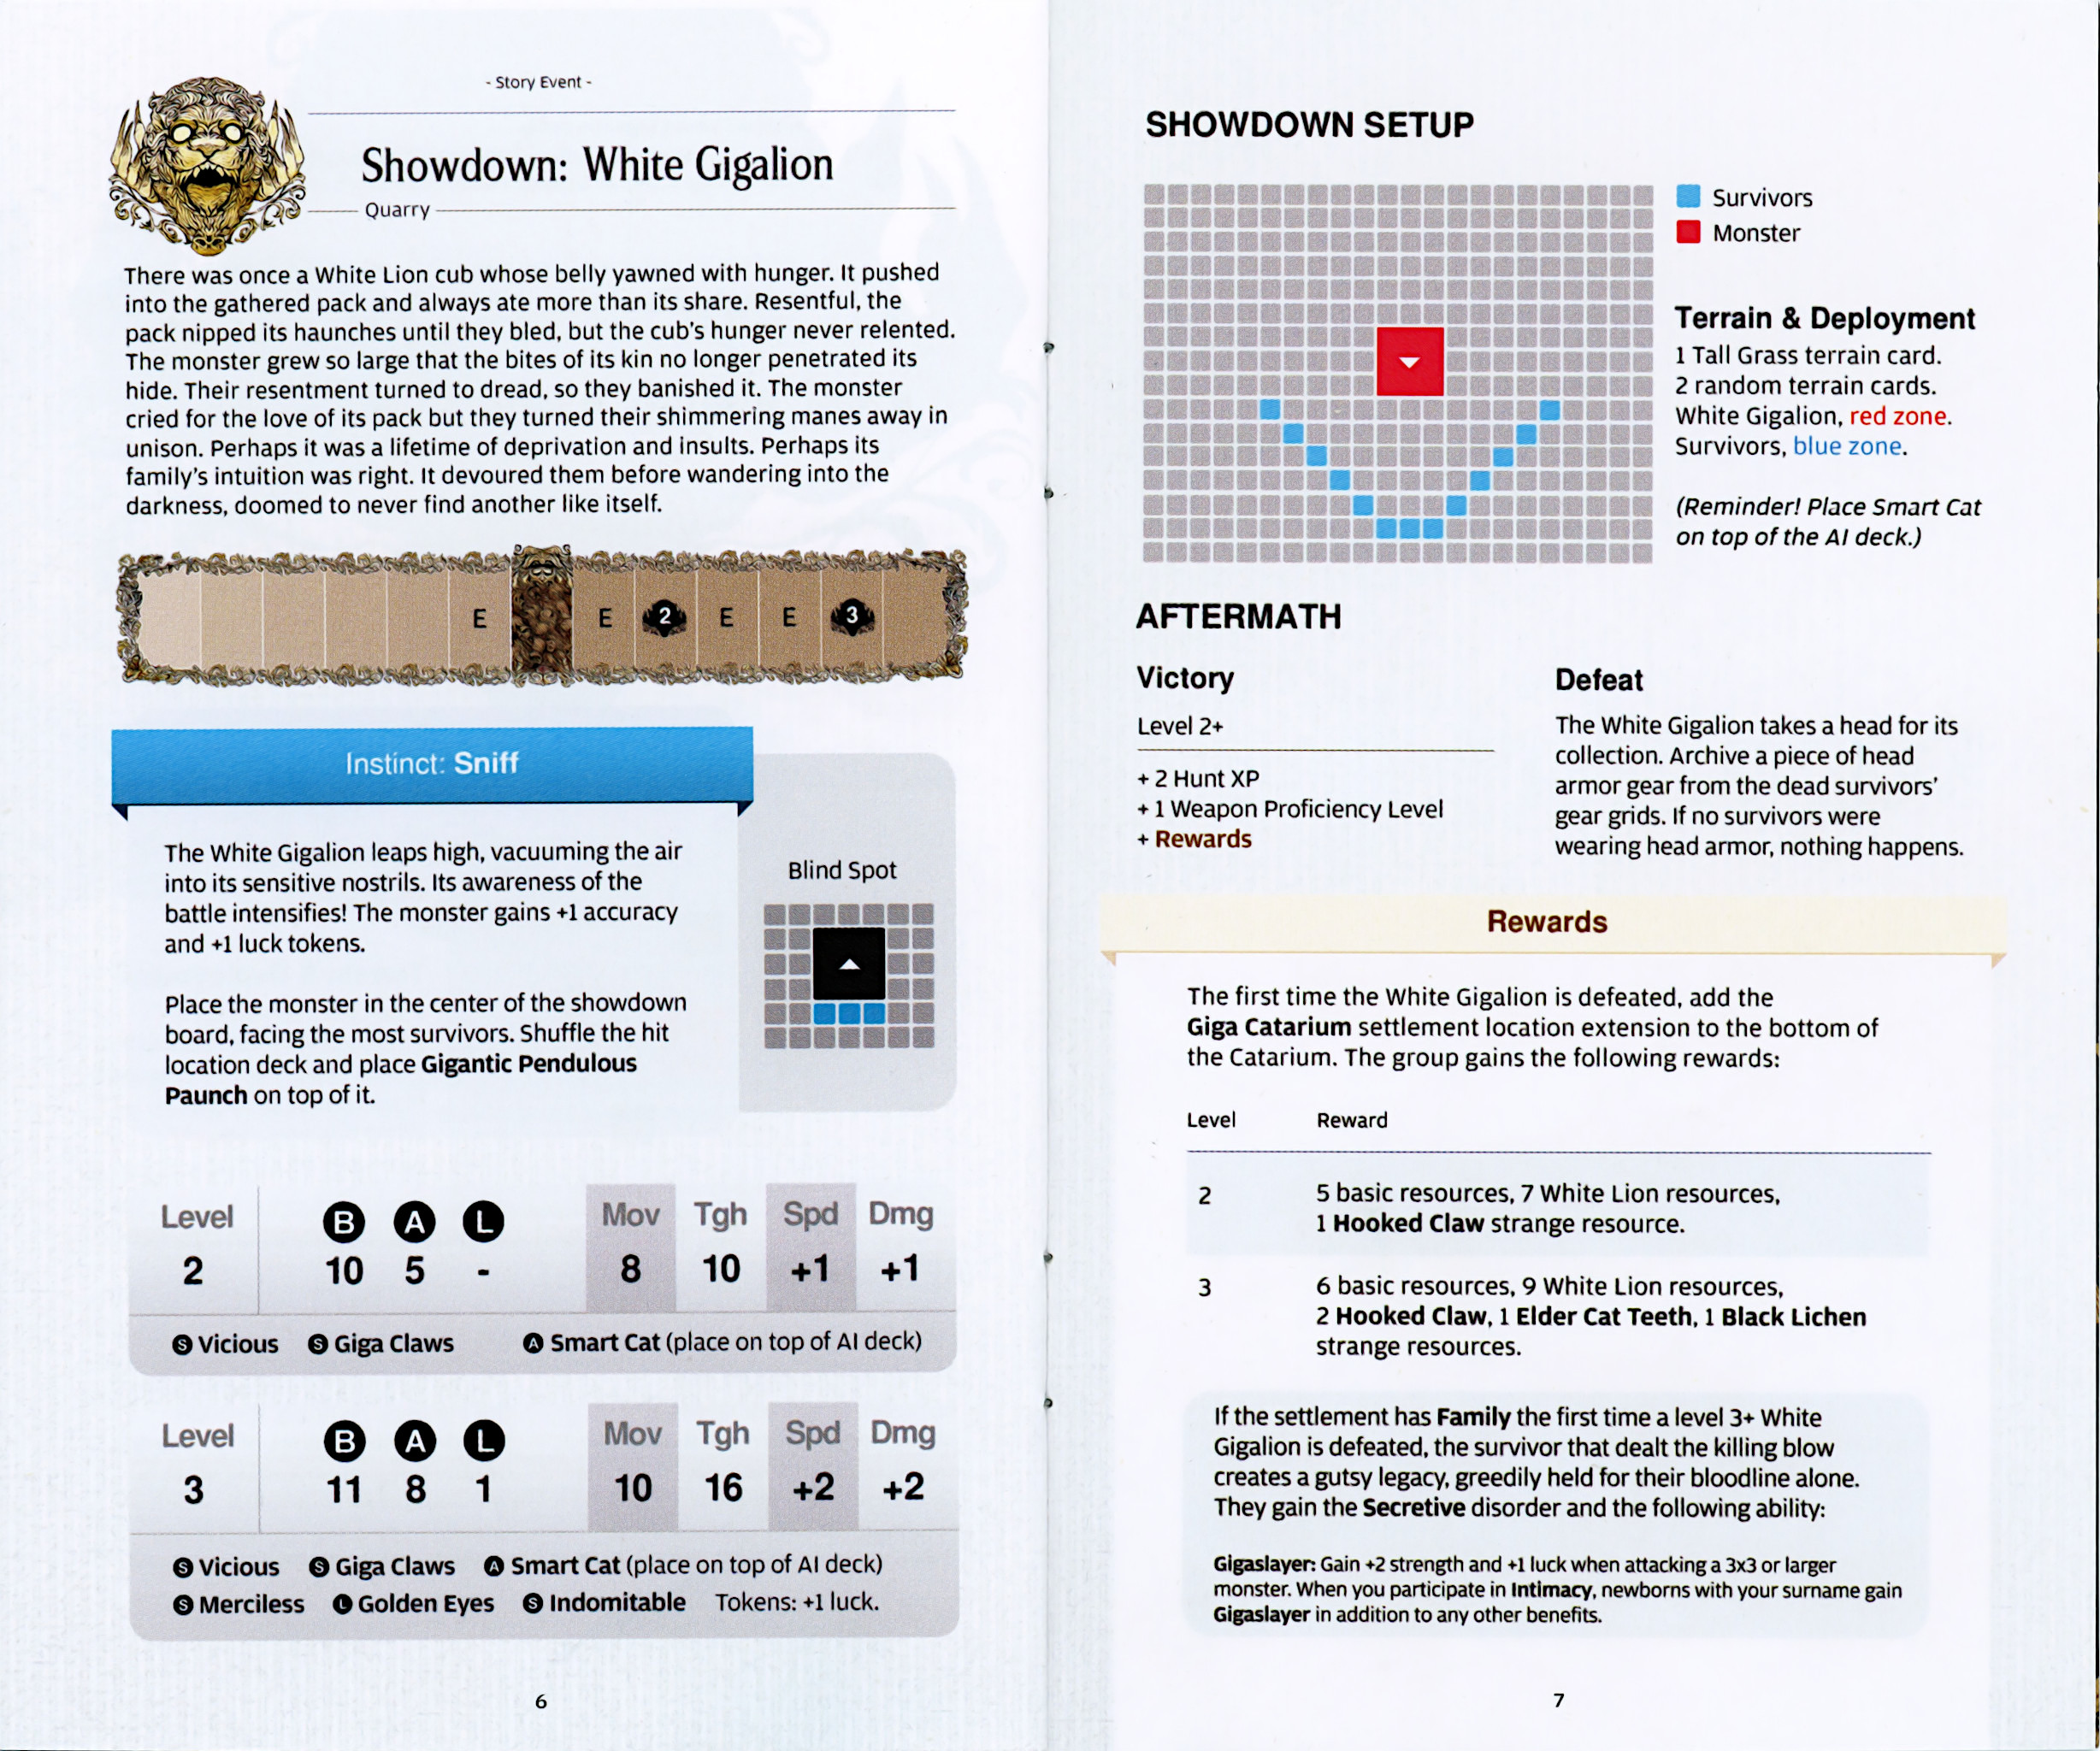 - Story Event -
Showdown: White Gigalion
Quarry
There was once a White Lion cub whose belly yawned with hunger. It pushed
into the gathered pack and always ate more than its share. Resentful, the
pack nipped its haunches until they bled, but the cub's hunger never relented.
The monster grew so large that the bites of its kin no longer penetrated its
hide. Their resentment turned to dread, so they banished it. The monster
cried for the love of its pack but they turned their shimmering manes away in
unison. Perhaps it was a lifetime of deprivation and insults. Perhaps its
family's intuition was right. It devoured them before wandering into the
darkness, doomed to never find another like itself.
E E 2 E E 3
Instinct: Sniff
The White Gigalion leaps high, vacuuming the air
into its sensitive nostrils. Its awareness of the
battle intensifies! The monster gains +1 accuracy
and +1 luck tokens.
Place the monster in the center of the showdown
board, facing the most survivors. Shuffle the hit
location deck and place Gigantic Pendulous
Paunch on top of it.
Blind Spot
Level B A L Mov Tgh Spd Dmg
2 10 5 - 8 10 +1 +1
S Vicious S Giga Claws A Smart Cat (place on top of AI deck)
Level B A L Mov Tgh Spd Dmg
3 11 8 1 10 16 +2 +2
S Vicious S Giga Claws A Smart Cat (place on top of AI deck)
S Merciless L Golden Eyes S Indomitable Tokens: +1 luck.
6
SHOWDOWN SETUP
Survivors
Monster
Terrain & Deployment
1 Tall Grass terrain card.
2 random terrain cards.
White Gigalion, red zone.
Survivors, blue zone.
(Reminder! Place Smart Cat
on top of the AI deck.)
AFTERMATH
Victory
Level 2+
+ 2 Hunt XP
+ 1 Weapon Proficiency Level
+ Rewards
Defeat
The White Gigalion takes a head for its
collection. Archive a piece of head
armor gear from the dead survivors'
gear grids. If no survivors were
wearing head armor, nothing happens.
Rewards
The first time the White Gigalion is defeated, add the
Giga Catarium settlement location extension to the bottom of
the Catarium. The group gains the following rewards:
Level Reward
2 5 basic resources, 7 White Lion resources,
1 Hooked Claw strange resource.
3 6 basic resources, 9 White Lion resources,
2 Hooked Claw, 1 Elder Cat Teeth, 1 Black Lichen
strange resources.
If the settlement has Family the first time a level 3+ White
Gigalion is defeated, the survivor that dealt the killing blow
creates a gutsy legacy, greedily held for their bloodline alone.
They gain the Secretive disorder and the following ability:
Gigaslayer: Gain +2 strength and +1 luck when attacking a 3x3 or larger
monster. When you participate in Intimacy, newborns with your surname gain
Gigaslayer in addition to any other benefits.
7